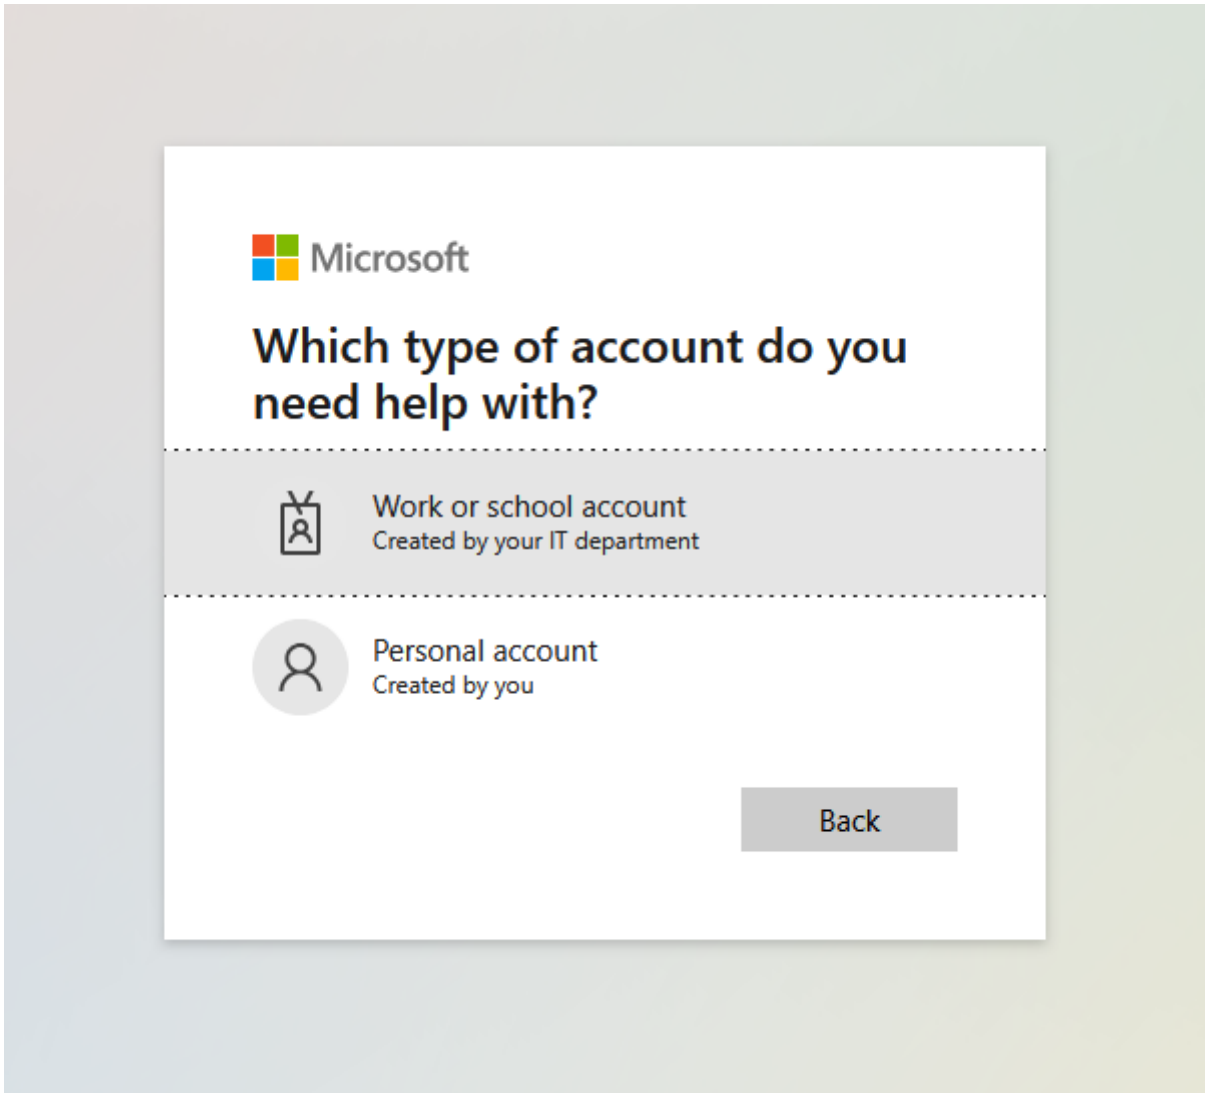 Microsoft
Which type of account do you
need help with?
Work or school account
Created by your IT department
Personal account
Created by you
Back